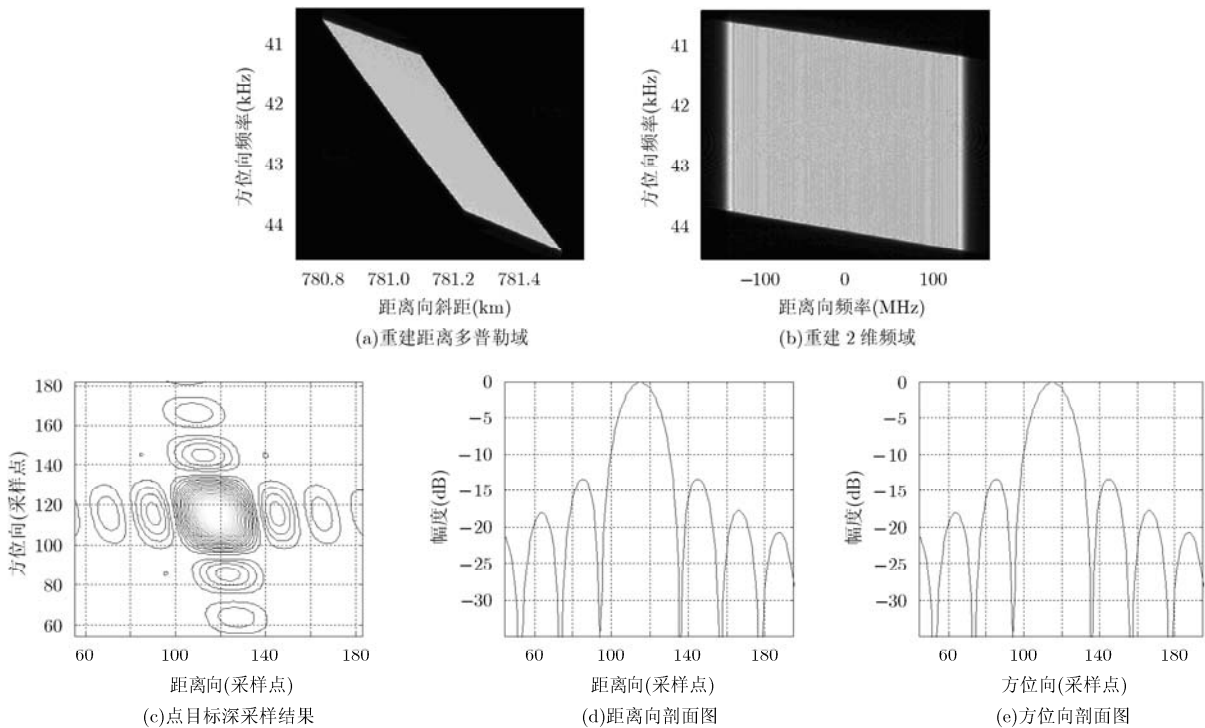 41
42
43
44
方位向频率(kHz)
780.8 781.0 781.2 781.4
距离向斜距(km)
(a)重建距离多普勒域
41
42
43
44
方位向频率(kHz)
−100 0 100
距离向频率(MHz)
(b)重建 2 维频域
180
160
140
120
100
80
60
方位向(采样点)
60 100 140 180
距离向(采样点)
(c)点目标深采样结果
0
−5
−10
−15
−20
−25
−30
幅度(dB)
60 100 140 180
距离向(采样点)
(d)距离向剖面图
0
−5
−10
−15
−20
−25
−30
幅度(dB)
60 100 140 180
方位向(采样点)
(e)方位向剖面图